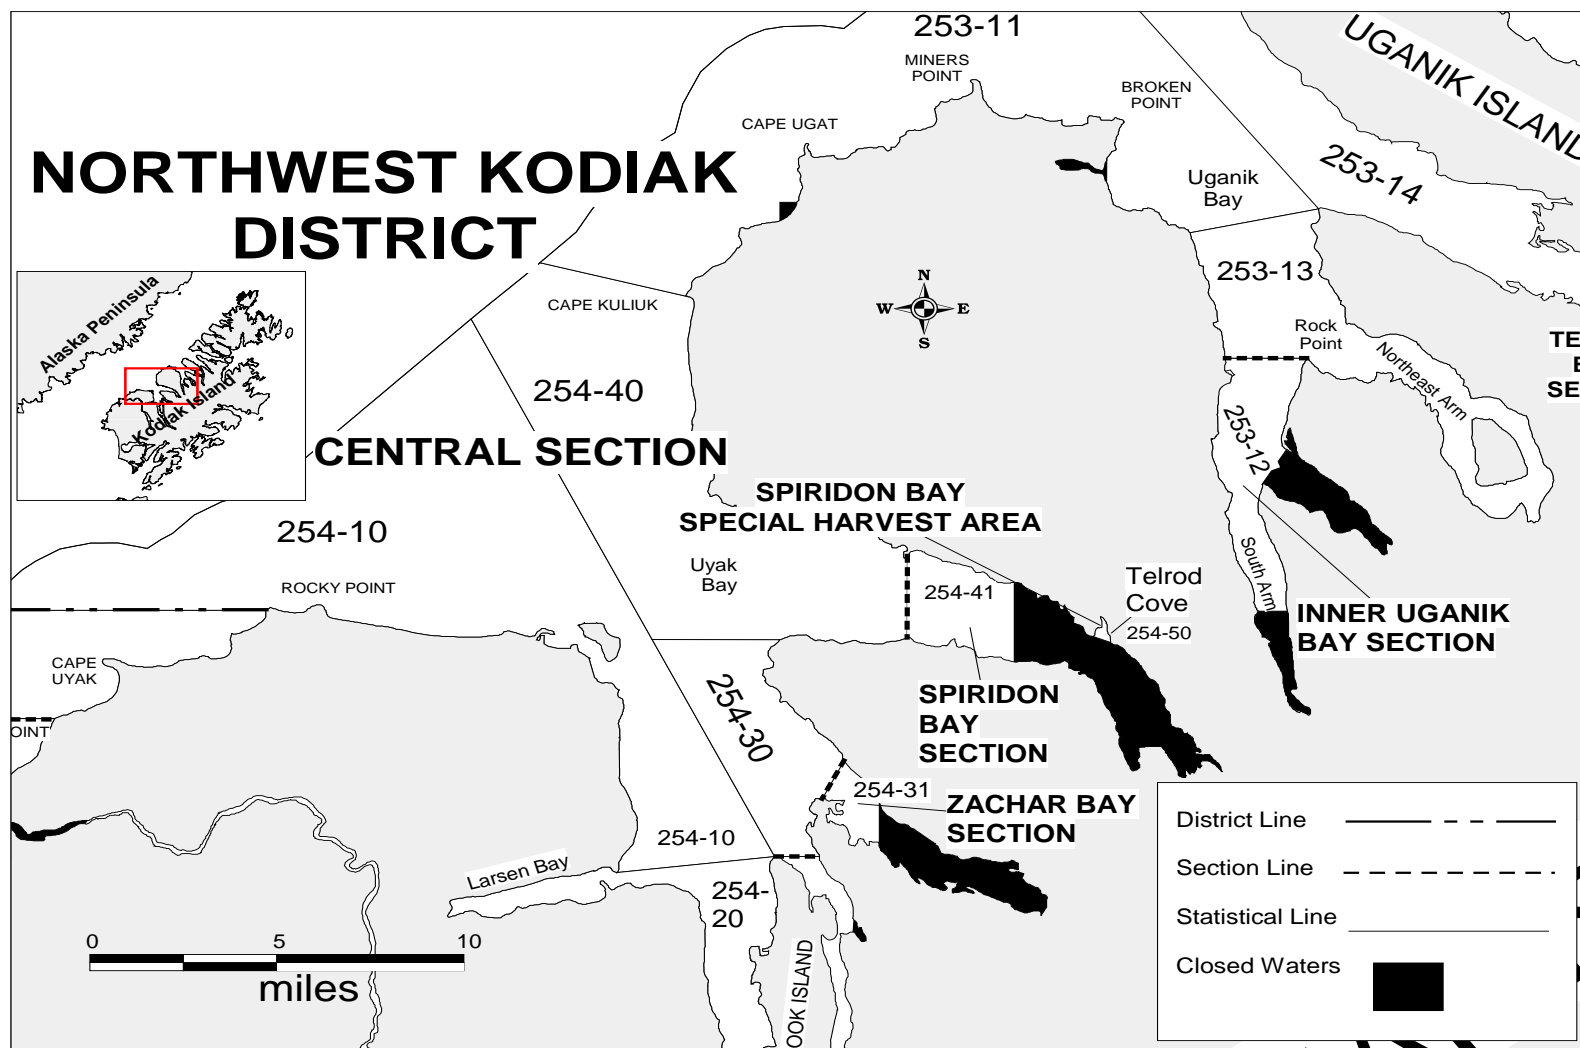 253-11
MINERS
POINT
BROKEN
POINT
UGANIK ISLAND
CAPE UGAT
NORTHWEST KODIAK
DISTRICT
253-14
Uganik
Bay
253-13
N
W
E
S
CAPE KULIUK
Alaska Peninsula
Kodiak Island
Rock
Point
TE
E
SE
Northeast Arm
254-40
253-12
CENTRAL SECTION
SPIRIDON BAY
SPECIAL HARVEST AREA
254-10
ROCKY POINT
Uyak
Bay
254-41
Telrod
Cove
254-50
South Arm
INNER UGANIK
BAY SECTION
CAPE
UYAK
OINT
254-30
SPIRIDON
BAY
SECTION
254-31
ZACHAR BAY
SECTION
254-10
Larsen Bay
254-
20
OOK ISLAND
0 5 10
miles
District Line
Section Line
Statistical Line
Closed Waters